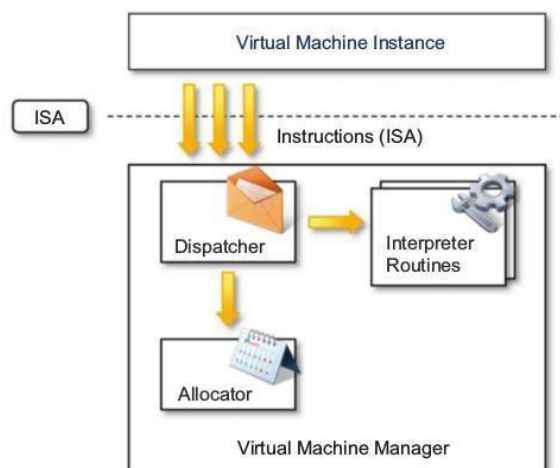 Virtual Machine Instance
ISA
Instructions (ISA)
Dispatcher
Interpreter
Routines
Allocator
Virtual Machine Manager